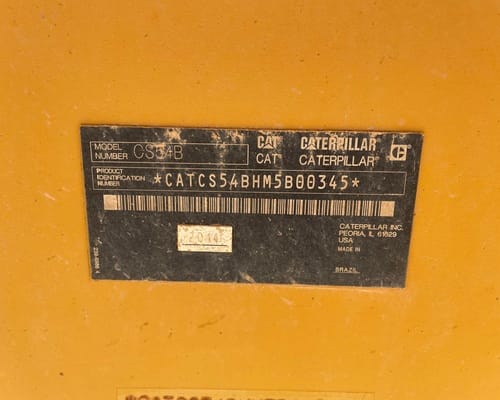 MODEL NUMBER CS54B
CAT CATERPILLAR
CAT CATERPILLAR
PRODUCT IDENTIFICATION NUMBER *CATCS54BHM5B00345*
CATERPILLAR INC.
PEORIA, IL 61629
USA
MADE IN
2014
BRAZIL